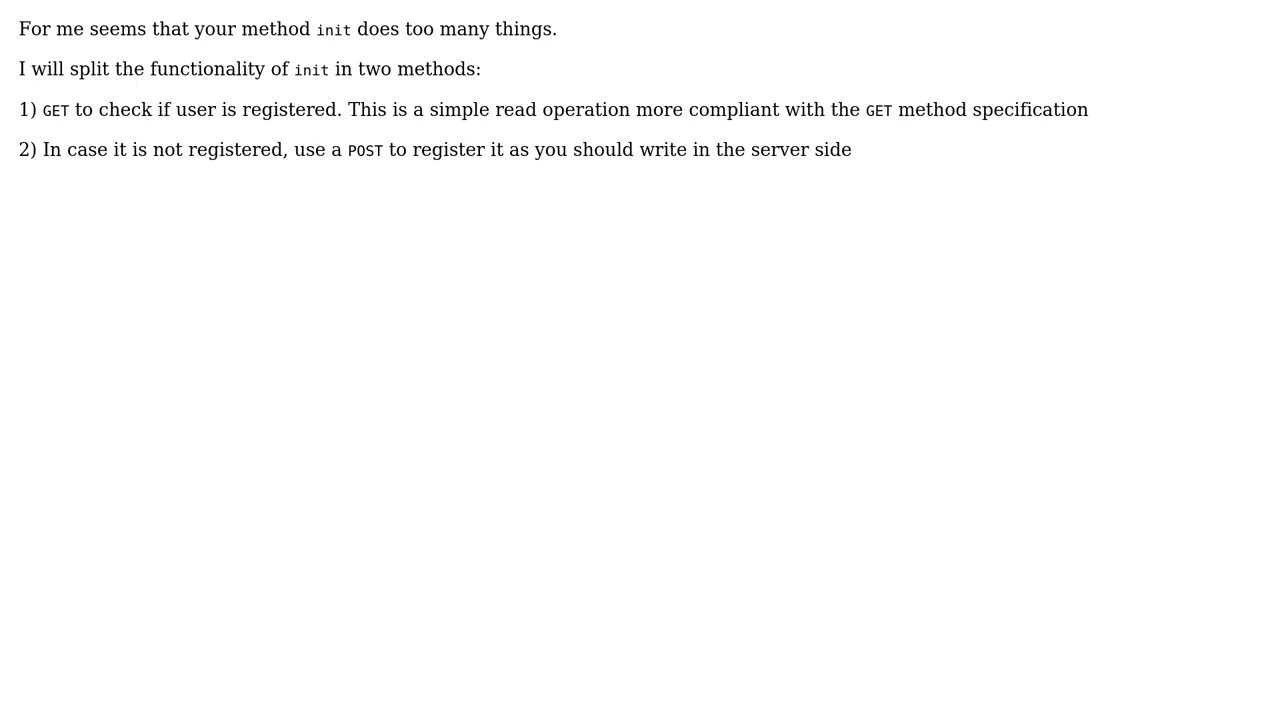 For me seems that your method init does too many things.
I will split the functionality of init in two methods:
1) GET to check if user is registered. This is a simple read operation more compliant with the GET method specification
2) In case it is not registered, use a POST to register it as you should write in the server side